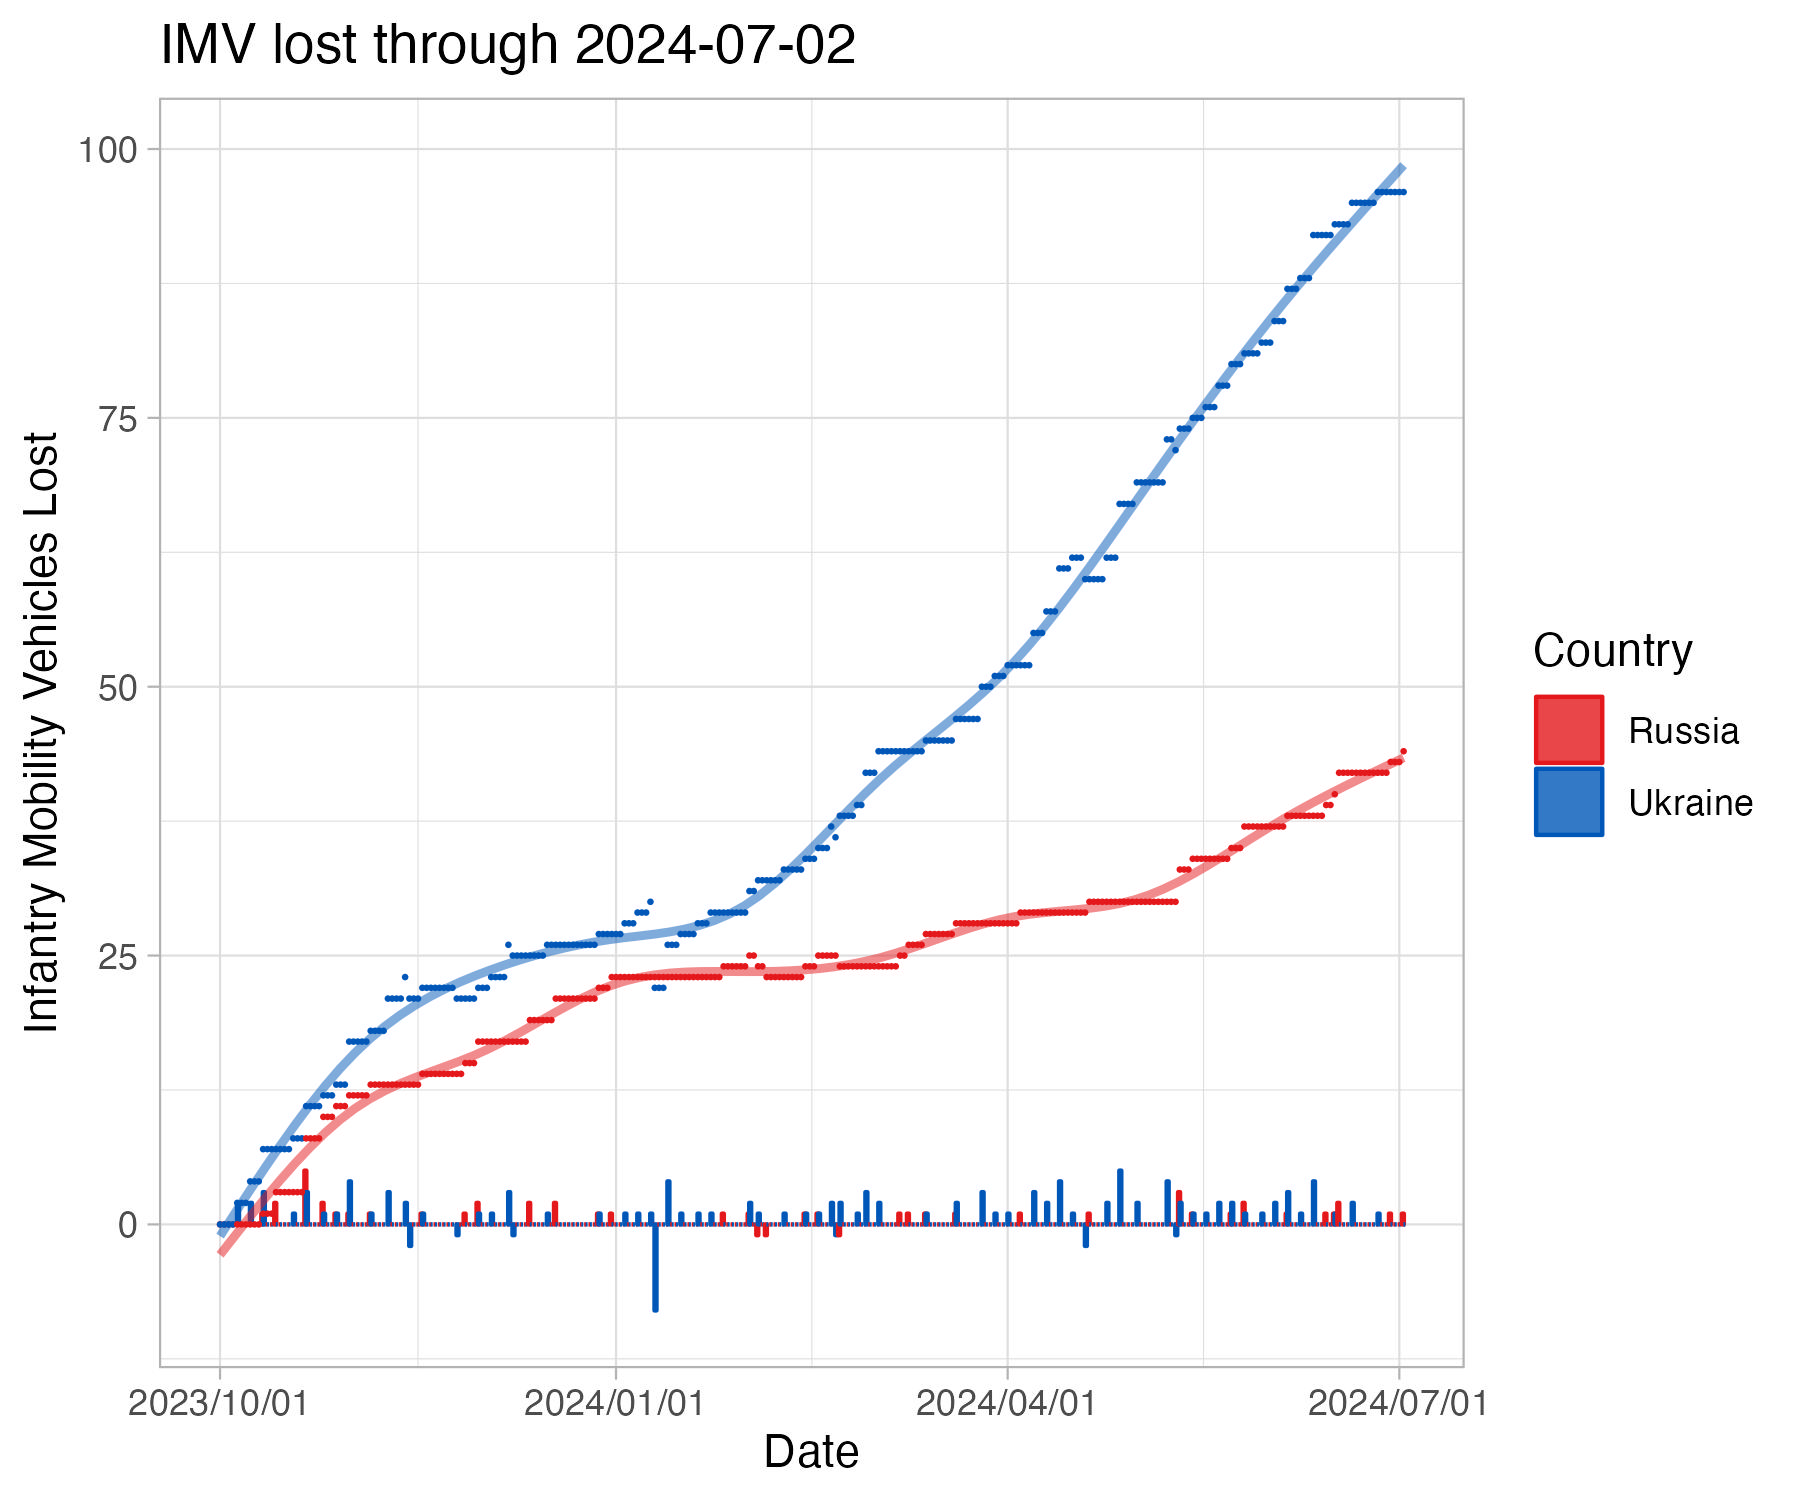 IMV lost through 2024-07-02
Infantry Mobility Vehicles Lost
100
75
50
25
0
2023/10/01
2024/01/01
2024/04/01
2024/07/01
Date
Country
Russia
Ukraine